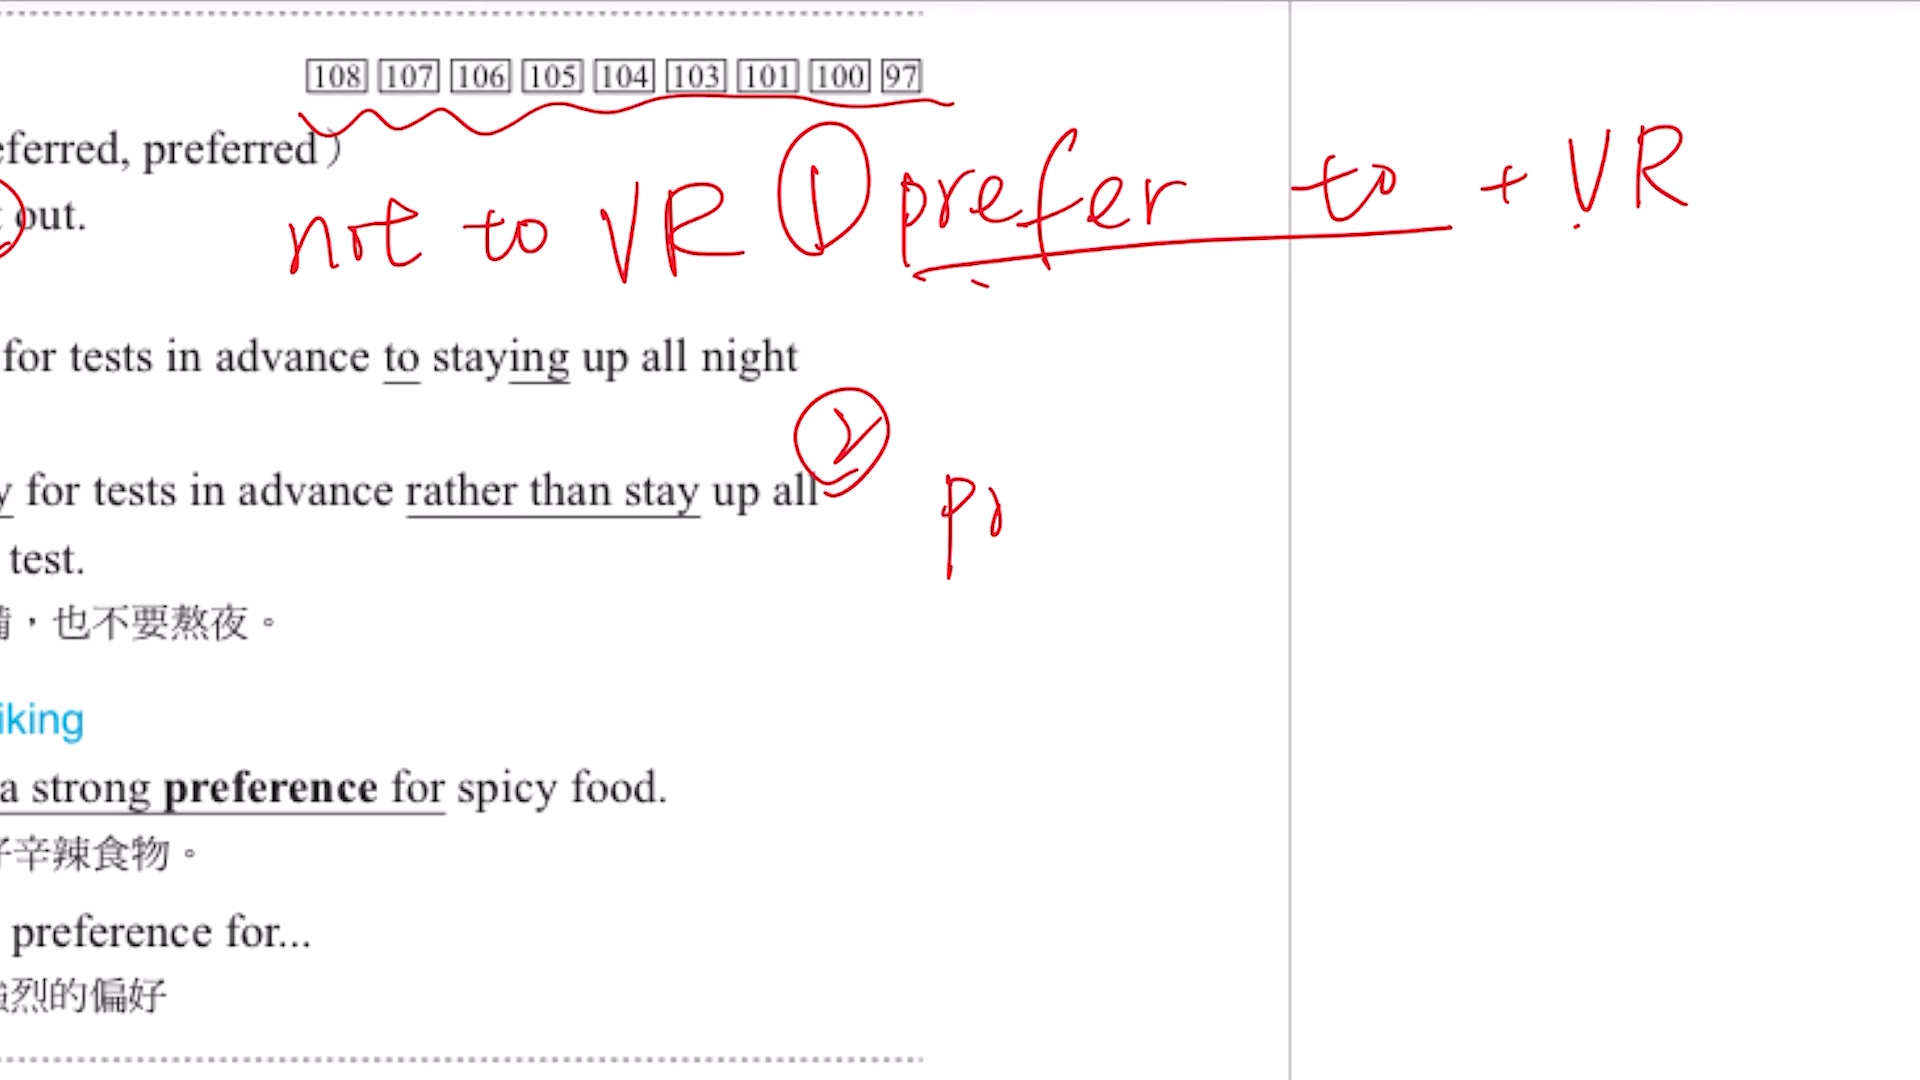 108 107 106 105 104 103 101 100 97
eferred, preferred)
out.
not to VR ① prefer to + VR
for tests in advance to staying up all night
②
y for tests in advance rather than stay up all
pr
test.
，也不要熬夜。
iking
a strong preference for spicy food.
辛辣食物。
preference for...
烈的偏好